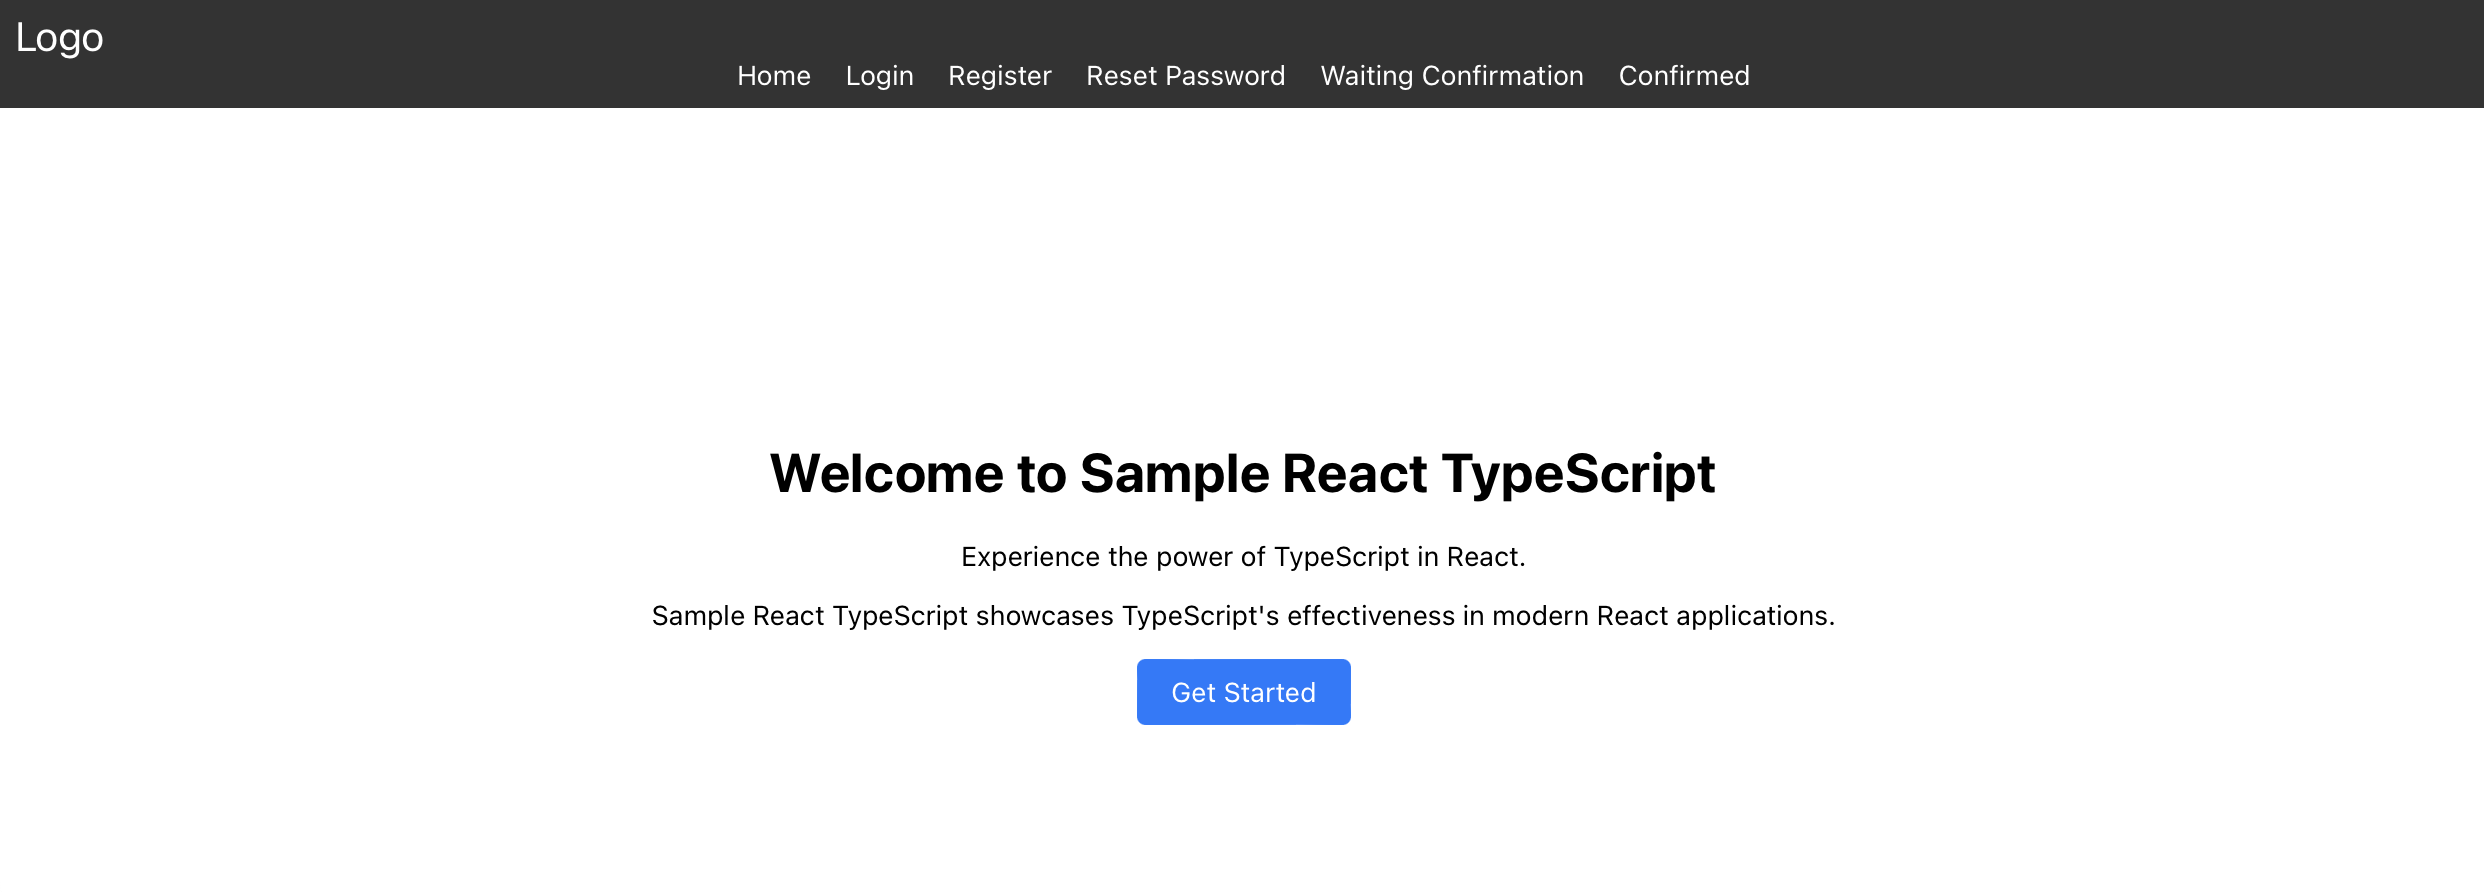 Logo
Home Login Register Reset Password Waiting Confirmation Confirmed
Welcome to Sample React TypeScript
Experience the power of TypeScript in React.
Sample React TypeScript showcases TypeScript's effectiveness in modern React applications.
Get Started